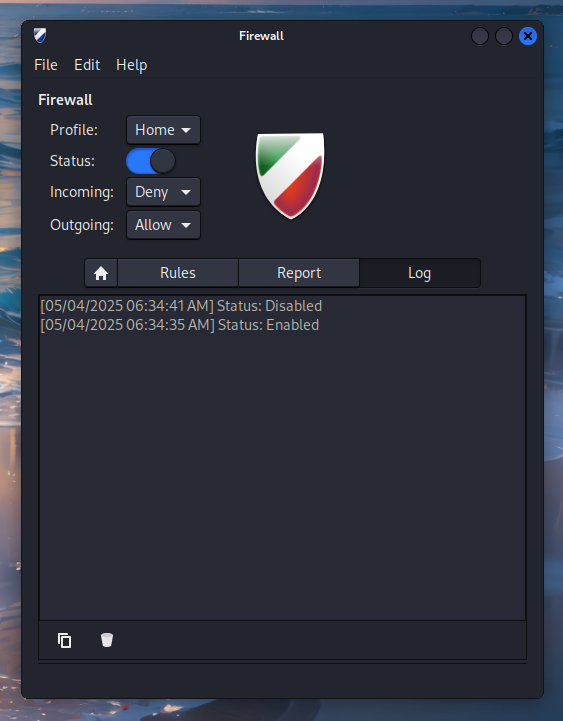 Firewall
File Edit Help
Firewall
Profile: Home
Status:
Incoming: Deny
Outgoing: Allow
Rules Report Log
[05/04/2025 06:34:41 AM] Status: Disabled
[05/04/2025 06:34:35 AM] Status: Enabled